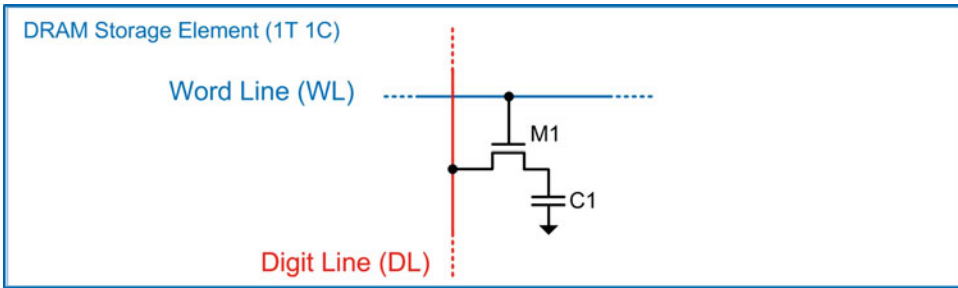 DRAM Storage Element (1T 1C)
Word Line (WL)
M1
C1
Digit Line (DL)